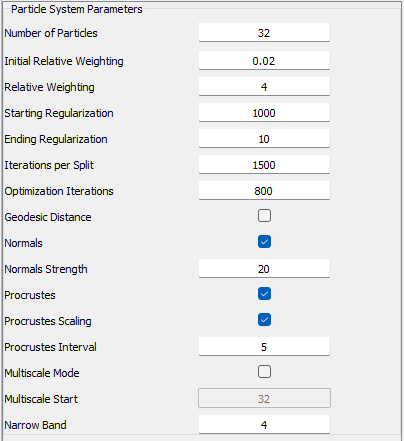 Particle System Parameters
Number of Particles 32
Initial Relative Weighting 0.02
Relative Weighting 4
Starting Regularization 1000
Ending Regularization 10
Iterations per Split 1500
Optimization Iterations 800
Geodesic Distance
Normals
Normals Strength 20
Procrustes
Procrustes Scaling
Procrustes Interval 5
Multiscale Mode
Multiscale Start 32
Narrow Band 4